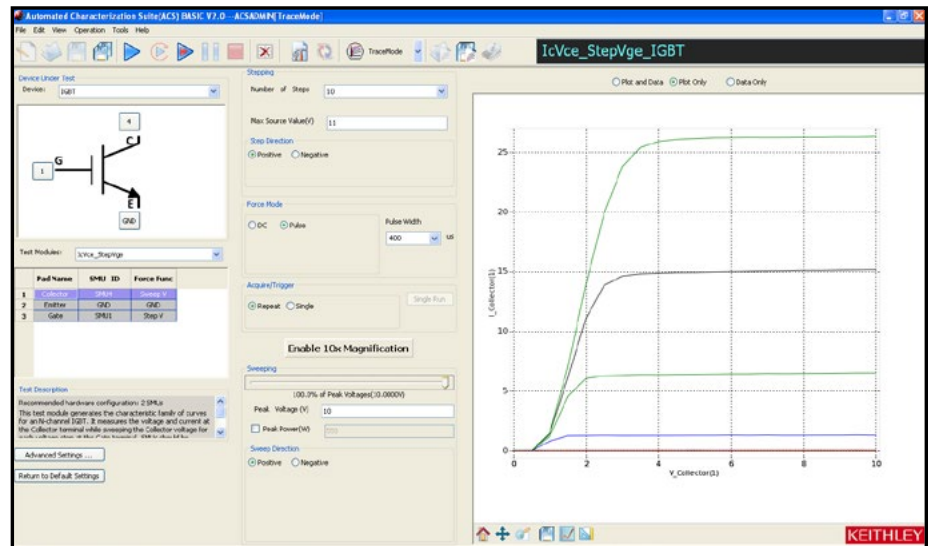 Automated Characterization Suite(ACS) BASIC V2.0---ACSADMIN[TraceMode]
File Edit View Operation Tools Help
TraceMode
IcVce_StepVge_IGBT
Device Under Test
Device: IGBT
4
C
1
G
E
GND
Test Modules: IcVce_StepVge
Pad Name SMU ID Force Func
1 Collector SMU4 Sweep V
2 Emitter GND GND
3 Gate SMU1 Step V
Test Description
Recommended hardware configuration: 2 SMUs
This test module generates the characteristic family of curves
for an N-channel IGBT. It measures the voltage and current at
the Collector terminal while sweeping the Collector voltage for
Advanced Settings ...
Return to Default Settings
Stepping
Number of Steps 10
Max Source Value(V) 11
Step Direction
Positive Negative
Force Mode
DC Pulse
Pulse Width
400 us
Acquire/Trigger
Repeat Single
Single Run
Enable 10x Magnification
Sweeping
100.0% of Peak Voltages(10.0000V)
Peak Voltage (V) 10
Peak Power(W)
Sweep Direction
Positive Negative
Plot and Data Plot Only Data Only
I_Collector(1)
25
20
15
10
5
0
0 2 4 6 8 10
V_Collector(1)
KEITHLEY